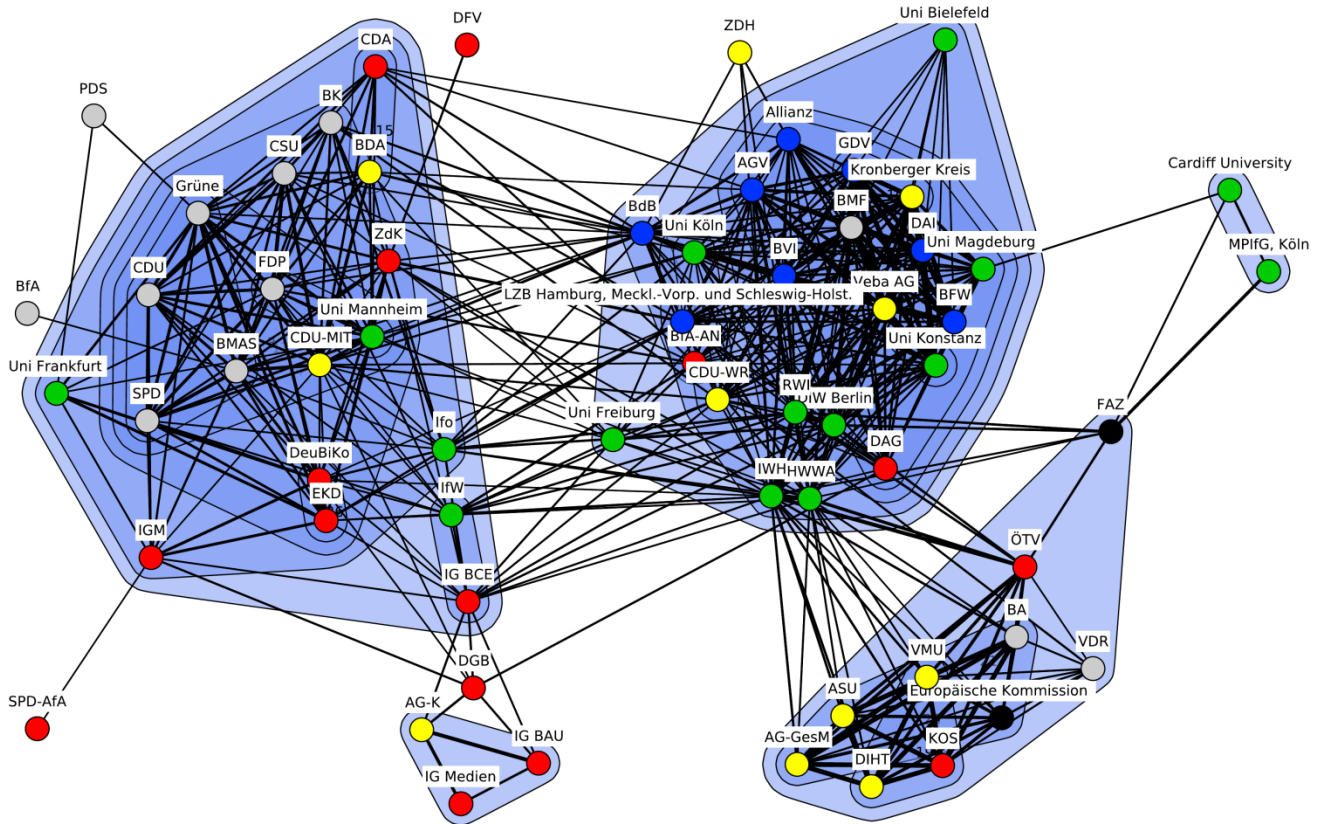 DFV
Uni Bielefeld
ZDH
CDA
PDS
BK
Allianz
15
BDA
CSU
GDV
AGV
Kronberger Kreis
Cardiff University
Grüne
BMF
BdB
Uni Köln
DAI
ZdK
Uni Magdeburg
MPIfG, Köln
BVI
CDU
FDP
BfA
LZB Hamburg, Meckl.-Vorp. und Schleswig-Holst.
Veba AG
BFW
Uni Mannheim
BfA-AN
Uni Konstanz
BMAS
CDU-MIT
Uni Frankfurt
CDU-WR
SPD
RWI
DIW Berlin
Uni Freiburg
FAZ
Ifo
DAG
DeuBiKo
IWH
HWWA
EKD
IfW
IGM
ÖTV
IG BCE
BA
VDR
VMU
DGB
Europäische Kommission
ASU
SPD-AfA
AG-K
AG-GesM
KOS
IG BAU
DIHT
IG Medien